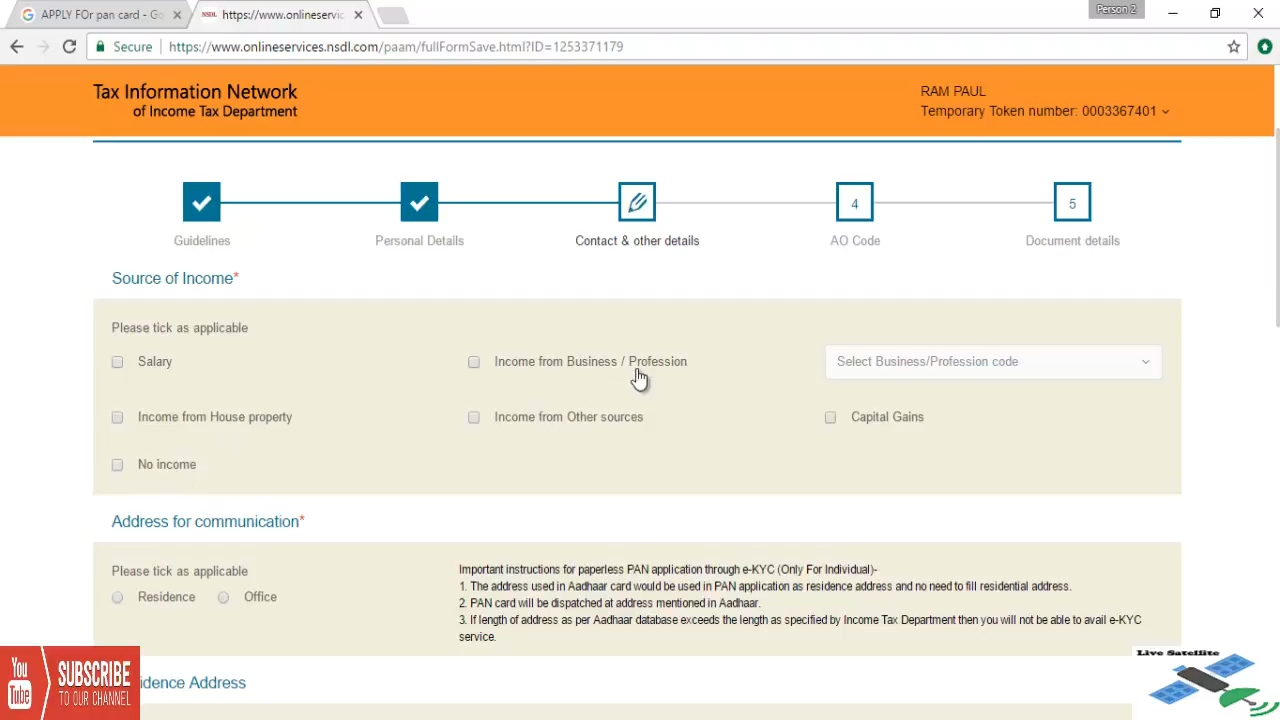 APPLY FOr pan card - Go
NSDL https://www.onlineservic
Person 2
Secure https://www.onlineservices.nsdl.com/paam/fullFormSave.html?ID=1253371179
Tax Information Network
of Income Tax Department
RAM PAUL
Temporary Token number: 0003367401
4
5
Guidelines
Personal Details
Contact & other details
AO Code
Document details
Source of Income*
Please tick as applicable
Salary
Income from Business / Profession
Select Business/Profession code
Income from House property
Income from Other sources
Capital Gains
No income
Address for communication*
Please tick as applicable
Residence
Office
Important instructions for paperless PAN application through e-KYC (Only For Individual)-
1. The address used in Aadhaar card would be used in PAN application as residence address and no need to fill residential address.
2. PAN card will be dispatched at address mentioned in Aadhaar.
3. If length of address as per Aadhaar database exceeds the length as specified by Income Tax Department then you will not be able to avail e-KYC
service.
You
Tube
SUBSCRIBE
TO OUR CHANNEL
idence Address
Live Satellite